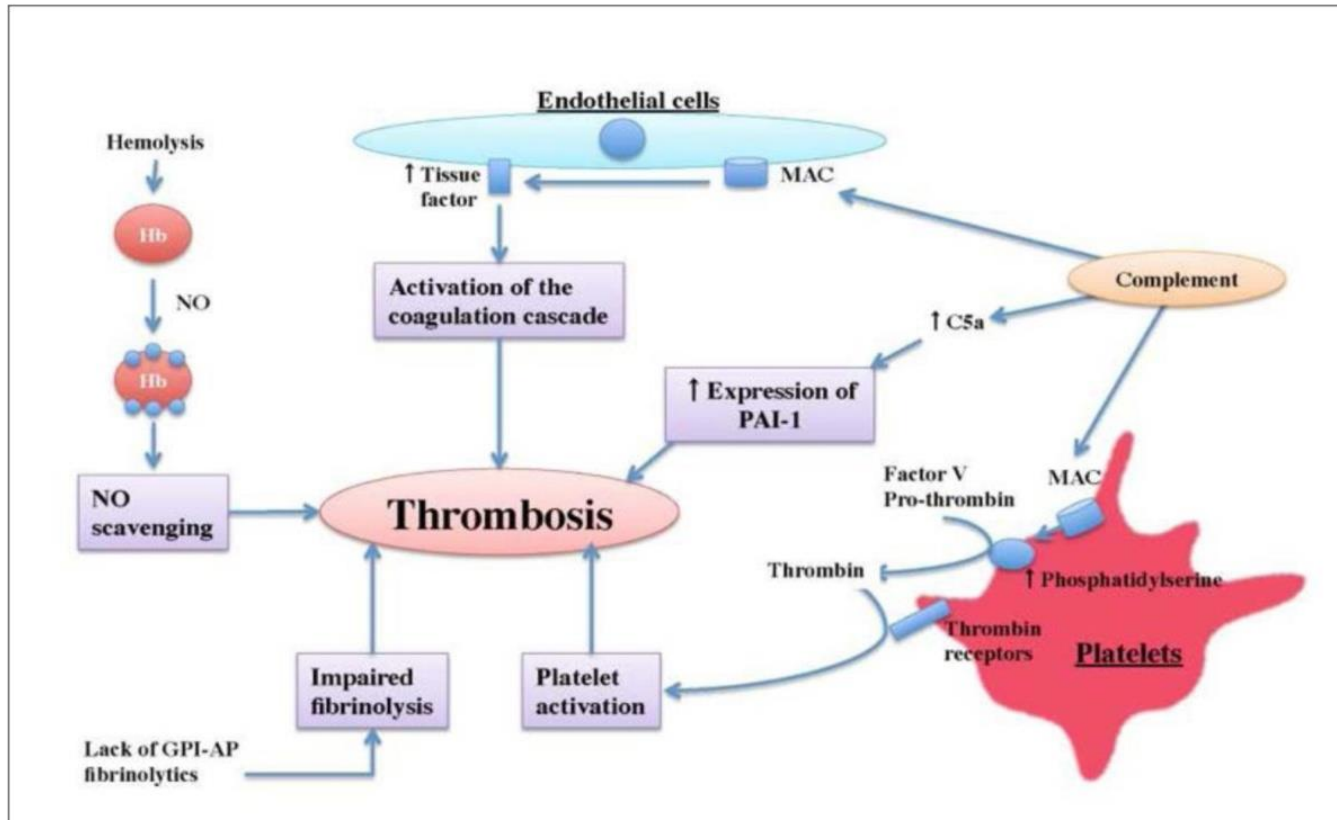 Endothelial cells
Hemolysis
Hb
NO
Hb
NO
scavenging
↑ Tissue
factor
MAC
Activation of the
coagulation cascade
Complement
↑ C5a
↑ Expression of
PAI-1
Thrombosis
Factor V
Pro-thrombin
MAC
Thrombin
↑ Phosphatidylserine
Thrombin
receptors
Platelets
Impaired
fibrinolysis
Platelet
activation
Lack of GPI-AP
fibrinolytics